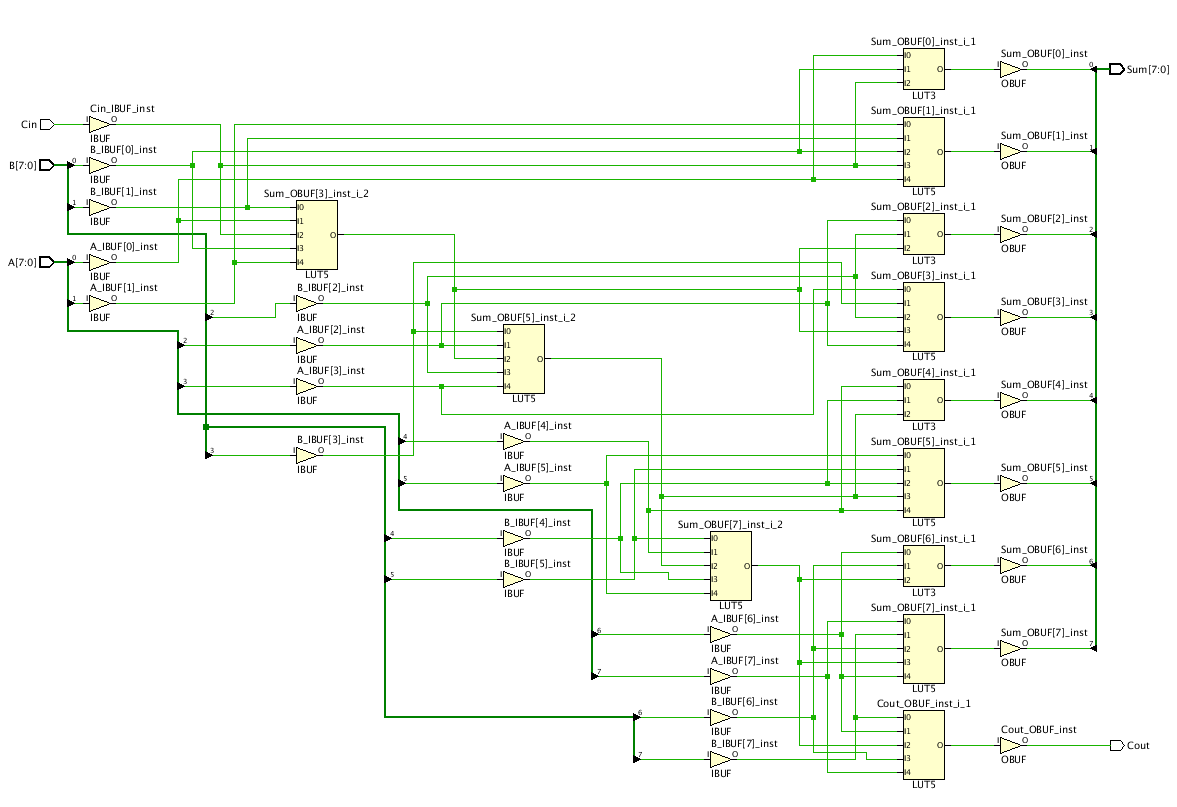 Sum_OBUF[0]_inst_i_1
I0
I1
I2
O
LUT3
Sum_OBUF[0]_inst
I
O
OBUF
0
Sum[7:0]
Cin
Cin_IBUF_inst
I
O
IBUF
Sum_OBUF[1]_inst_i_1
I0
I1
I2
I3
I4
O
LUT5
Sum_OBUF[1]_inst
I
O
OBUF
1
B[7:0]
0
B_IBUF[0]_inst
I
O
IBUF
1
B_IBUF[1]_inst
I
O
IBUF
Sum_OBUF[3]_inst_i_2
I0
I1
I2
I3
I4
O
LUT5
Sum_OBUF[2]_inst_i_1
I0
I1
I2
O
LUT3
Sum_OBUF[2]_inst
I
O
OBUF
2
A[7:0]
0
A_IBUF[0]_inst
I
O
IBUF
1
A_IBUF[1]_inst
I
O
IBUF
2
B_IBUF[2]_inst
I
O
IBUF
Sum_OBUF[3]_inst_i_1
I0
I1
I2
I3
I4
O
LUT5
Sum_OBUF[3]_inst
I
O
OBUF
3
2
A_IBUF[2]_inst
I
O
IBUF
Sum_OBUF[5]_inst_i_2
I0
I1
I2
I3
I4
O
LUT5
3
A_IBUF[3]_inst
I
O
IBUF
Sum_OBUF[4]_inst_i_1
I0
I1
I2
O
LUT3
Sum_OBUF[4]_inst
I
O
OBUF
4
3
B_IBUF[3]_inst
I
O
IBUF
4
A_IBUF[4]_inst
I
O
IBUF
5
A_IBUF[5]_inst
I
O
IBUF
Sum_OBUF[5]_inst_i_1
I0
I1
I2
I3
I4
O
LUT5
Sum_OBUF[5]_inst
I
O
OBUF
5
4
B_IBUF[4]_inst
I
O
IBUF
5
B_IBUF[5]_inst
I
O
IBUF
Sum_OBUF[7]_inst_i_2
I0
I1
I2
I3
I4
O
LUT5
Sum_OBUF[6]_inst_i_1
I0
I1
I2
O
LUT3
Sum_OBUF[6]_inst
I
O
OBUF
6
6
A_IBUF[6]_inst
I
O
IBUF
7
A_IBUF[7]_inst
I
O
IBUF
Sum_OBUF[7]_inst_i_1
I0
I1
I2
I3
I4
O
LUT5
Sum_OBUF[7]_inst
I
O
OBUF
7
6
B_IBUF[6]_inst
I
O
IBUF
7
B_IBUF[7]_inst
I
O
IBUF
Cout_OBUF_inst_i_1
I0
I1
I2
I3
I4
O
LUT5
Cout_OBUF_inst
I
O
OBUF
Cout